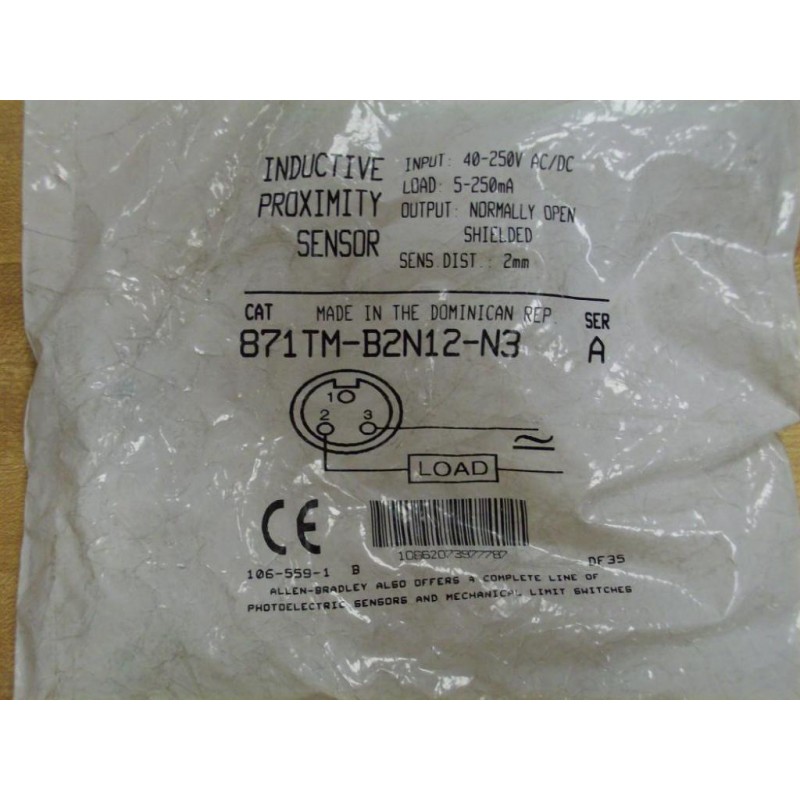 INDUCTIVE
PROXIMITY
SENSOR
INPUT: 40-250V AC/DC
LOAD: 5-250mA
OUTPUT: NORMALLY OPEN
SHIELDED
SENS DIST.: 2mm
CAT MADE IN THE DOMINICAN REP SER
871TM-B2N12-N3 A
1
2 3
LOAD
CE
10662073977787
106-559-1 B DF35
ALLEN-BRADLEY ALSO OFFERS A COMPLETE LINE OF
PHOTOELECTRIC SENSORS AND MECHANICAL LIMIT SWITCHES